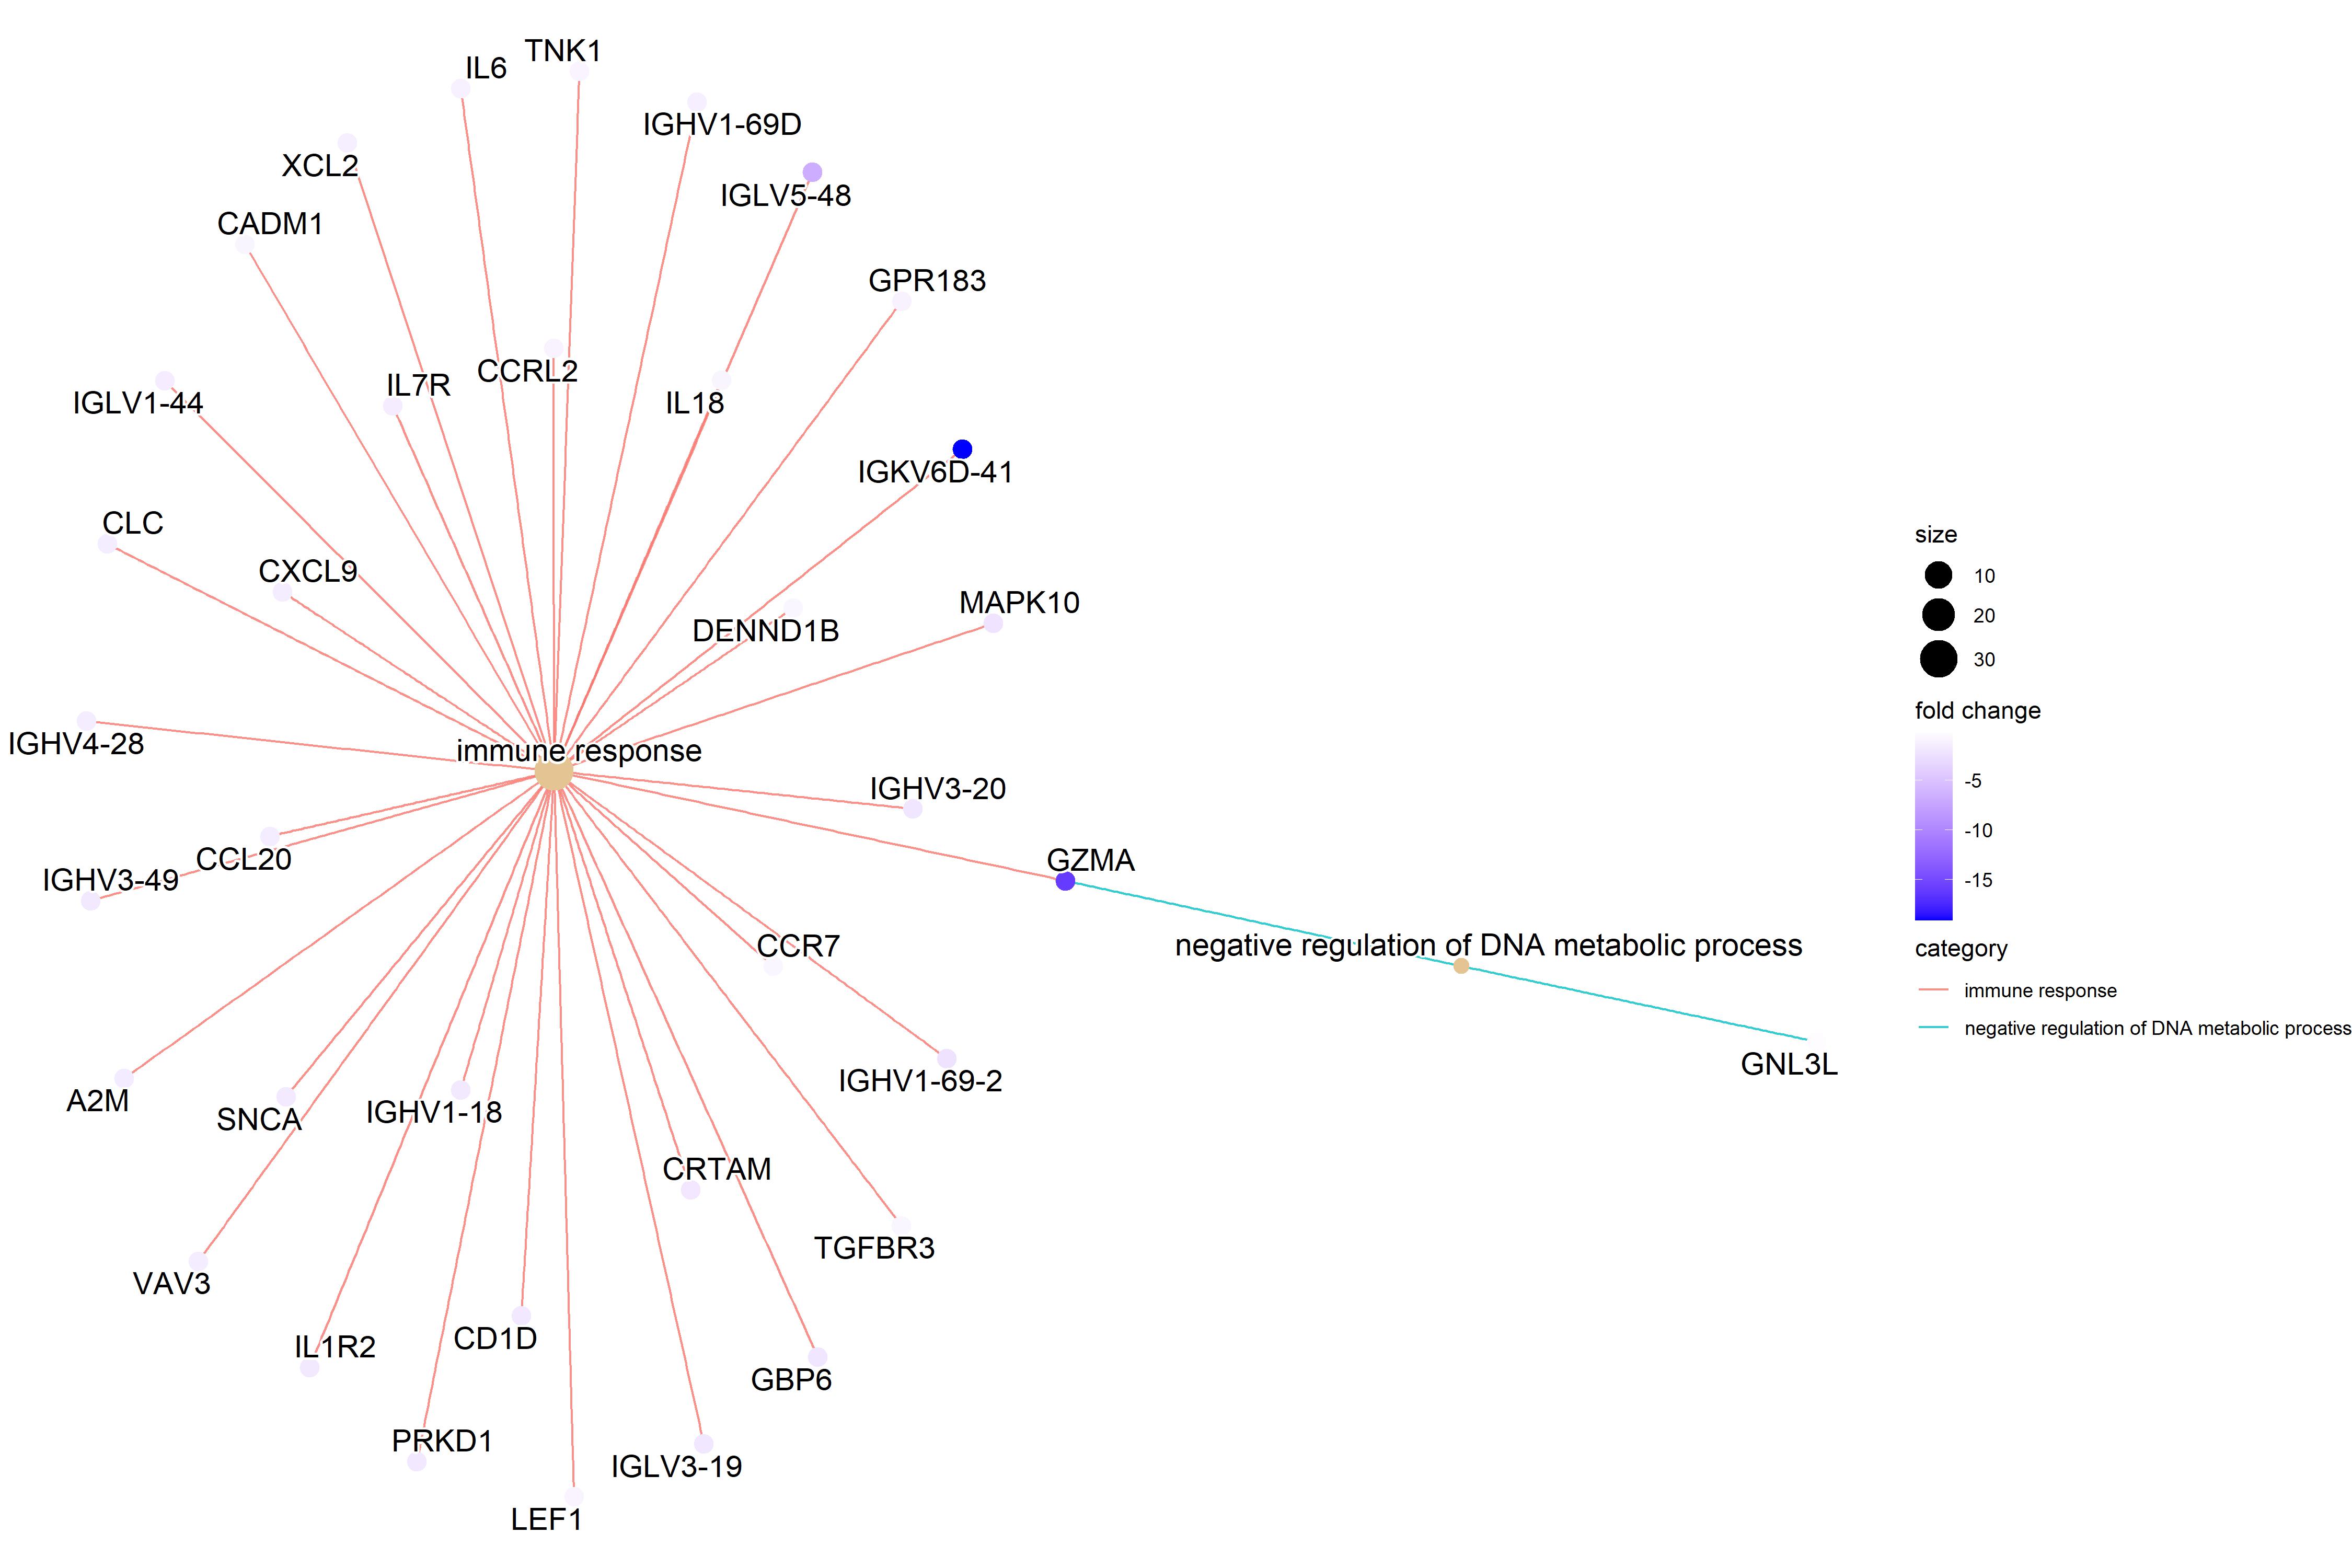 TNK1
IL6
IGHV1-69D
XCL2
IGLV5-48
CADM1
GPR183
CCRL2
IL7R
IL18
IGLV1-44
IGKV6D-41
CLC
CXCL9
MAPK10
DENND1B
IGHV4-28
immune response
IGHV3-20
CCL20
GZMA
IGHV3-49
CCR7
negative regulation of DNA metabolic process
GNL3L
IGHV1-69-2
A2M
SNCA
IGHV1-18
CRTAM
TGFBR3
VAV3
CD1D
IL1R2
GBP6
PRKD1
IGLV3-19
LEF1
size
10
20
30
fold change
-5
-10
-15
category
immune response
negative regulation of DNA metabolic process